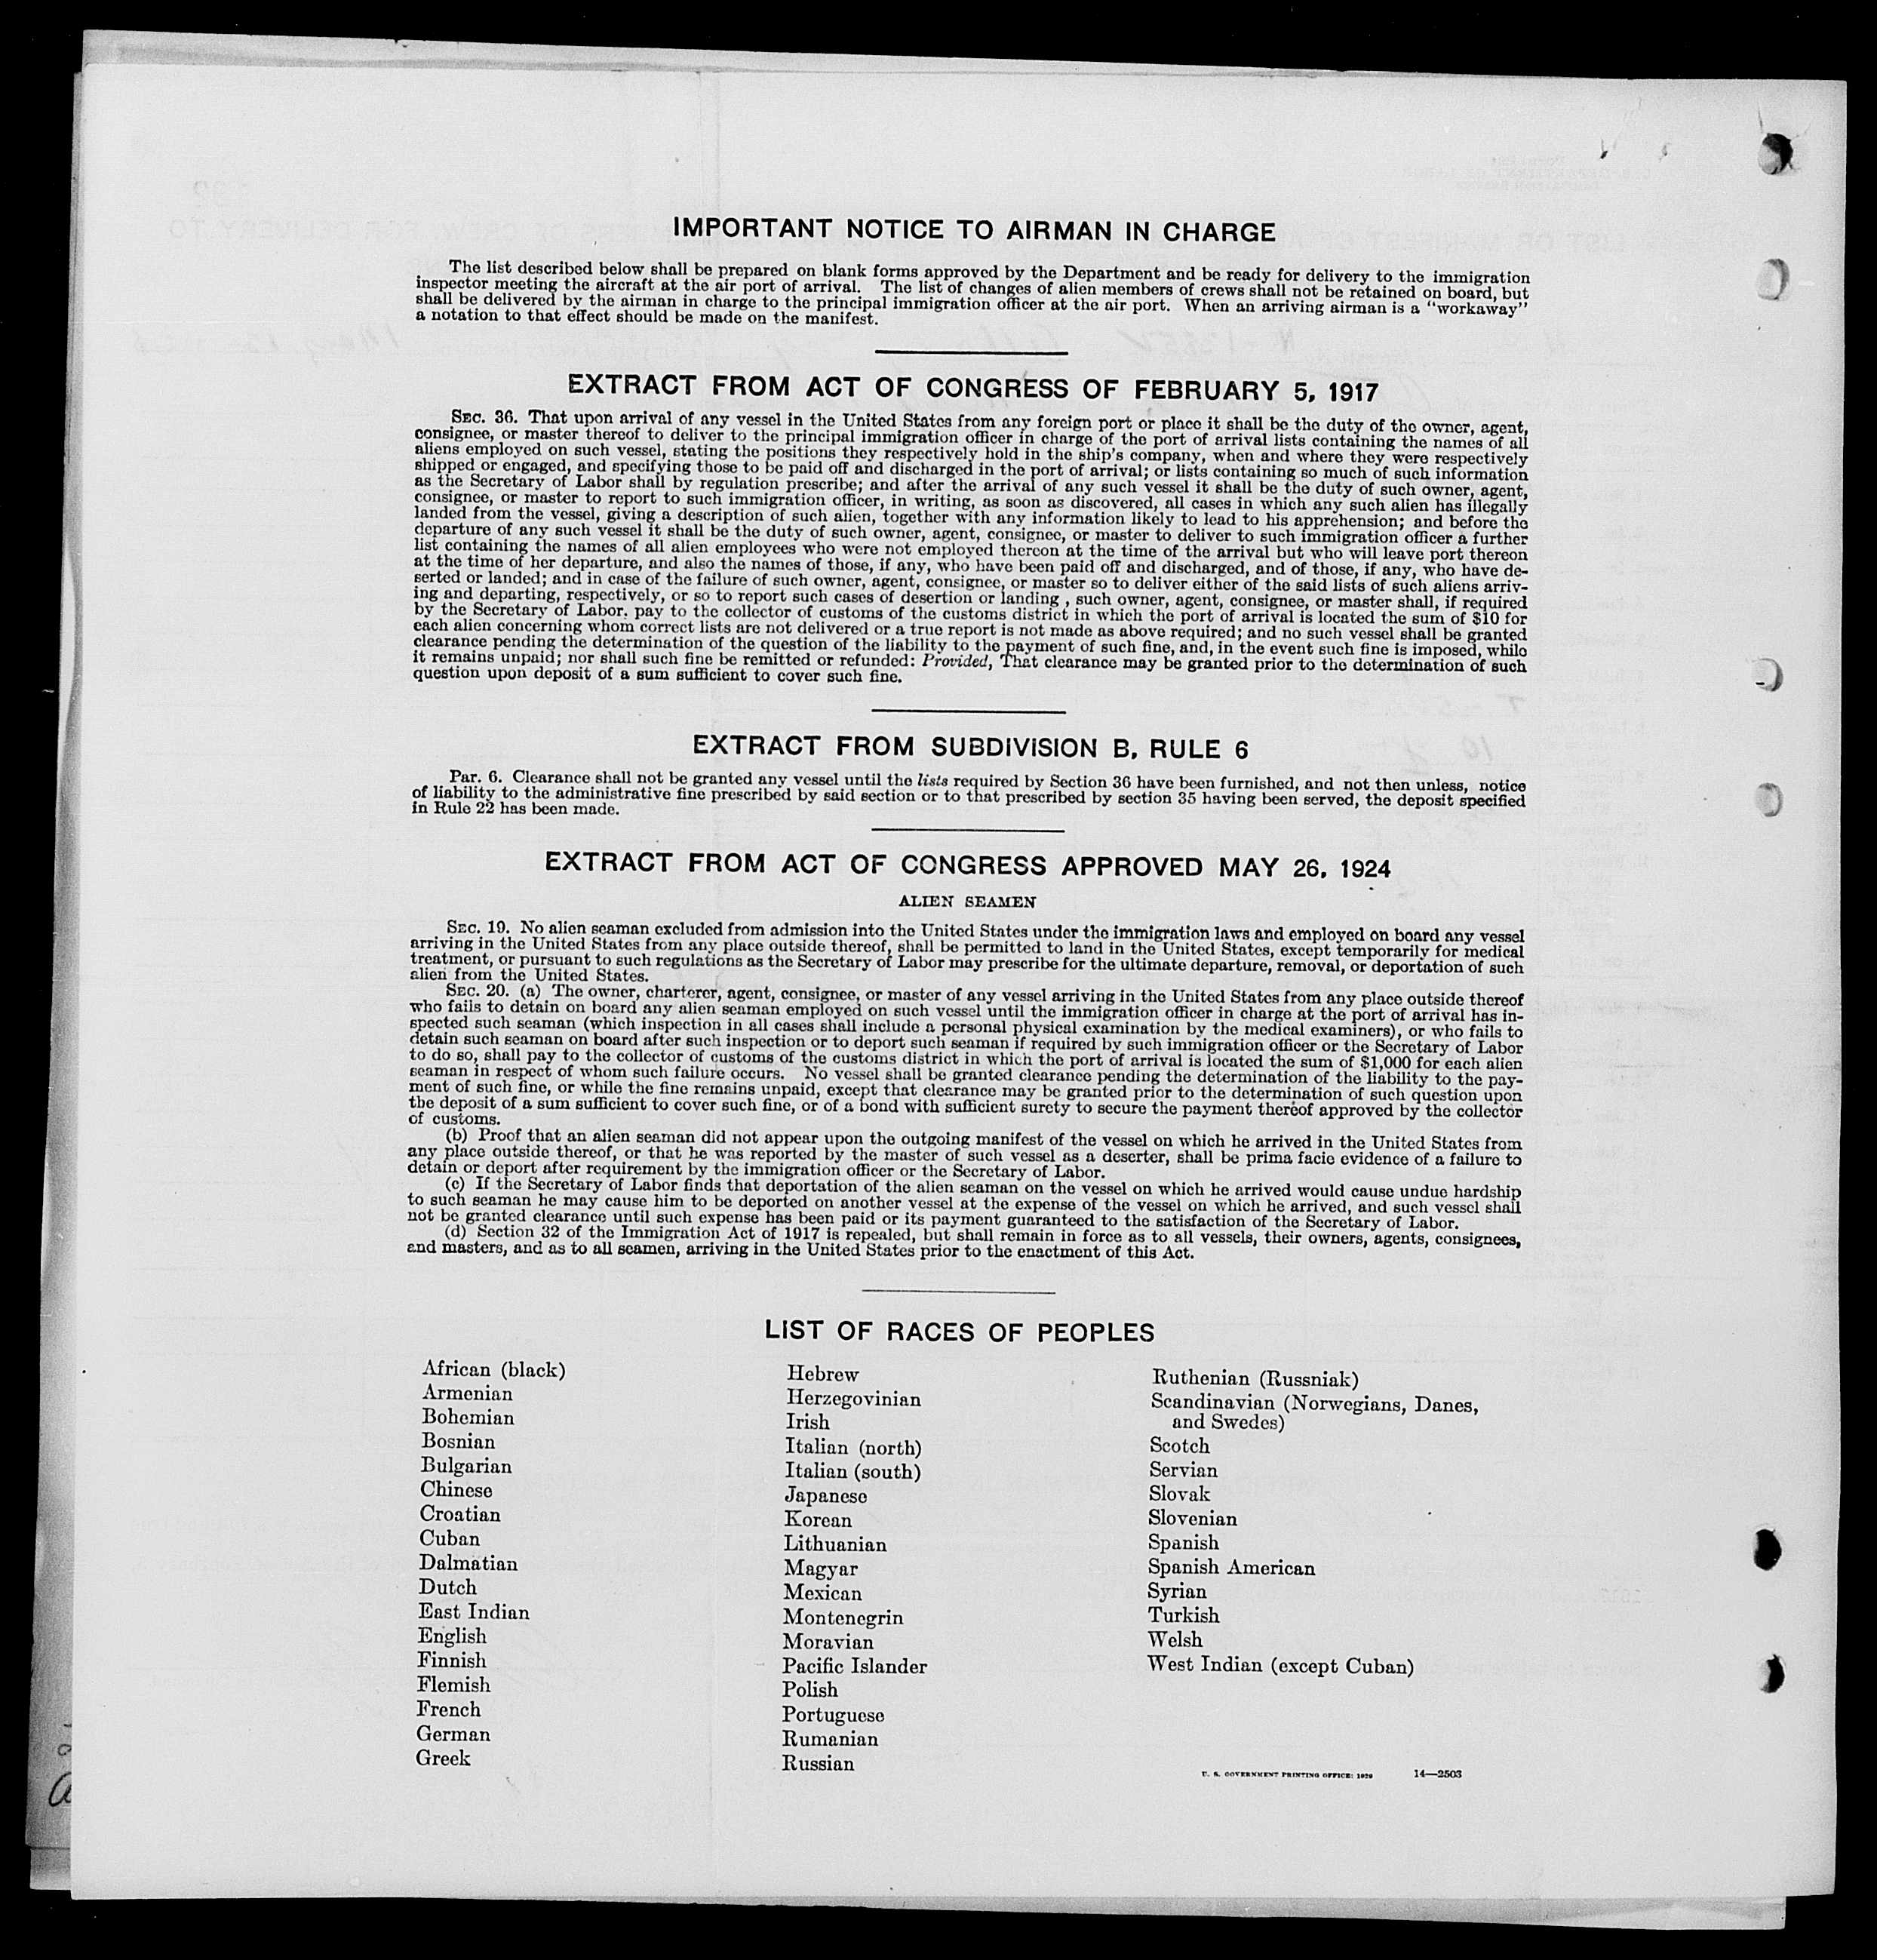 IMPORTANT NOTICE TO AIRMAN IN CHARGE
The list described below shall be prepared on blank forms approved by the Department and be ready for delivery to the immigration
inspector meeting the aircraft at the air port of arrival. The list of changes of alien members of crews shall not be retained on board, but
shall be delivered by the airman in charge to the principal immigration officer at the air port. When an arriving airman is a "workaway"
a notation to that effect should be made on the manifest.
EXTRACT FROM ACT OF CONGRESS OF FEBRUARY 5, 1917
SEC. 36. That upon arrival of any vessel in the United States from any foreign port or place it shall be the duty of the owner, agent,
consignee, or master thereof to deliver to the principal immigration officer in charge of the port of arrival lists containing the names of all
aliens employed on such vessel, stating the positions they respectively hold in the ship's company, when and where they were respectively
shipped or engaged, and specifying those to be paid off and discharged in the port of arrival; or lists containing so much of such information
as the Secretary of Labor shall by regulation prescribe; and after the arrival of any such vessel it shall be the duty of such owner, agent,
consignee, or master to report to such immigration officer, in writing, as soon as discovered, all cases in which any such alien has illegally
landed from the vessel, giving a description of such alien, together with any information likely to lead to his apprehension; and before the
departure of any such vessel it shall be the duty of such owner, agent, consignee, or master to deliver to such immigration officer a further
list containing the names of all alien employees who were not employed thereon at the time of the arrival but who will leave port thereon
at the time of her departure, and also the names of those, if any, who have been paid off and discharged, and of those, if any, who have de-
serted or landed; and in case of the failure of such owner, agent, consignee, or master so to deliver either of the said lists of such aliens arriv-
ing and departing, respectively, or so to report such cases of desertion or landing , such owner, agent, consignee, or master shall, if required
by the Secretary of Labor, pay to the collector of customs of the customs district in which the port of arrival is located the sum of $10 for
each alien concerning whom correct lists are not delivered or a true report is not made as above required; and no such vessel shall be granted
clearance pending the determination of the question of the liability to the payment of such fine, and, in the event such fine is imposed, while
it remains unpaid; nor shall such fine be remitted or refunded: Provided, That clearance may be granted prior to the determination of such
question upon deposit of a sum sufficient to cover such fine.
EXTRACT FROM SUBDIVISION B, RULE 6
Par. 6. Clearance shall not be granted any vessel until the lists required by Section 36 have been furnished, and not then unless, notice
of liability to the administrative fine prescribed by said section or to that prescribed by section 35 having been served, the deposit specified
in Rule 22 has been made.
EXTRACT FROM ACT OF CONGRESS APPROVED MAY 26, 1924
ALIEN SEAMEN
SEC. 19. No alien seaman excluded from admission into the United States under the immigration laws and employed on board any vessel
arriving in the United States from any place outside thereof, shall be permitted to land in the United States, except temporarily for medical
treatment, or pursuant to such regulations as the Secretary of Labor may prescribe for the ultimate departure, removal, or deportation of such
alien from the United States.
SEC. 20. (a) The owner, charterer, agent, consignee, or master of any vessel arriving in the United States from any place outside thereof
who fails to detain on board any alien seaman employed on such vessel until the immigration officer in charge at the port of arrival has in-
spected such seaman (which inspection in all cases shall include a personal physical examination by the medical examiners), or who fails to
detain such seaman on board after such inspection or to deport such seaman if required by such immigration officer or the Secretary of Labor
to do so, shall pay to the collector of customs of the customs district in which the port of arrival is located the sum of $1,000 for each alien
seaman in respect of whom such failure occurs. No vessel shall be granted clearance pending the determination of the liability to the pay-
ment of such fine, or while the fine remains unpaid, except that clearance may be granted prior to the determination of such question upon
the deposit of a sum sufficient to cover such fine, or of a bond with sufficient surety to secure the payment thereof approved by the collector
of customs.
(b) Proof that an alien seaman did not appear upon the outgoing manifest of the vessel on which he arrived in the United States from
any place outside thereof, or that he was reported by the master of such vessel as a deserter, shall be prima facie evidence of a failure to
detain or deport after requirement by the immigration officer or the Secretary of Labor.
(c) If the Secretary of Labor finds that deportation of the alien seaman on the vessel on which he arrived would cause undue hardship
to such seaman he may cause him to be deported on another vessel at the expense of the vessel on which he arrived, and such vessel shall
not be granted clearance until such expense has been paid or its payment guaranteed to the satisfaction of the Secretary of Labor.
(d) Section 32 of the Immigration Act of 1917 is repealed, but shall remain in force as to all vessels, their owners, agents, consignees,
and masters, and as to all seamen, arriving in the United States prior to the enactment of this Act.
LIST OF RACES OF PEOPLES
African (black)
Armenian
Bohemian
Bosnian
Bulgarian
Chinese
Croatian
Cuban
Dalmatian
Dutch
East Indian
English
Finnish
Flemish
French
German
Greek
Hebrew
Herzegovinian
Irish
Italian (north)
Italian (south)
Japanese
Korean
Lithuanian
Magyar
Mexican
Montenegrin
Moravian
Pacific Islander
Polish
Portuguese
Rumanian
Russian
Ruthenian (Russniak)
Scandinavian (Norwegians, Danes,
and Swedes)
Scotch
Servian
Slovak
Slovenian
Spanish
Spanish American
Syrian
Turkish
Welsh
West Indian (except Cuban)
U. S. GOVERNMENT PRINTING OFFICE: 1929 14—2503